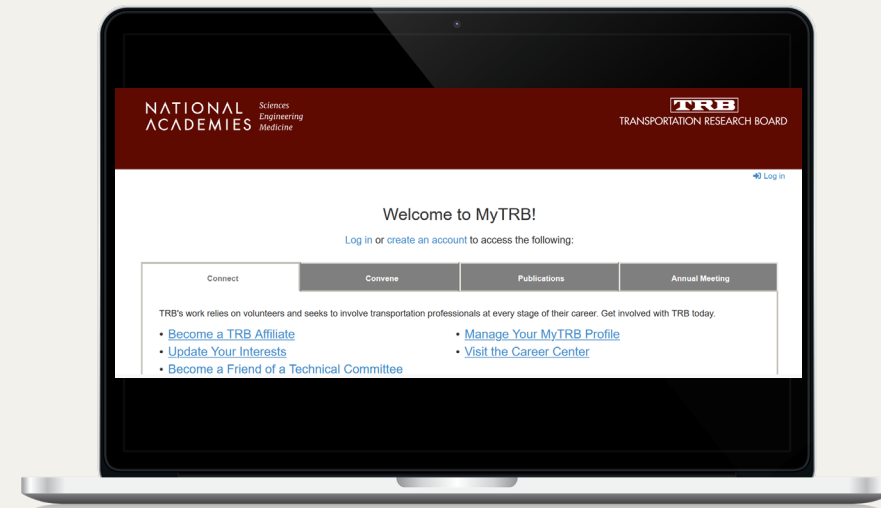 NATIONAL
ACADEMIES
Sciences
Engineering
Medicine
TRB
TRANSPORTATION RESEARCH BOARD
Log in
Welcome to MyTRB!
Log in or create an account to access the following:
Connect
Convene
Publications
Annual Meeting
TRB's work relies on volunteers and seeks to involve transportation professionals at every stage of their career. Get involved with TRB today.
• Become a TRB Affiliate
• Update Your Interests
• Become a Friend of a Technical Committee
• Manage Your MyTRB Profile
• Visit the Career Center